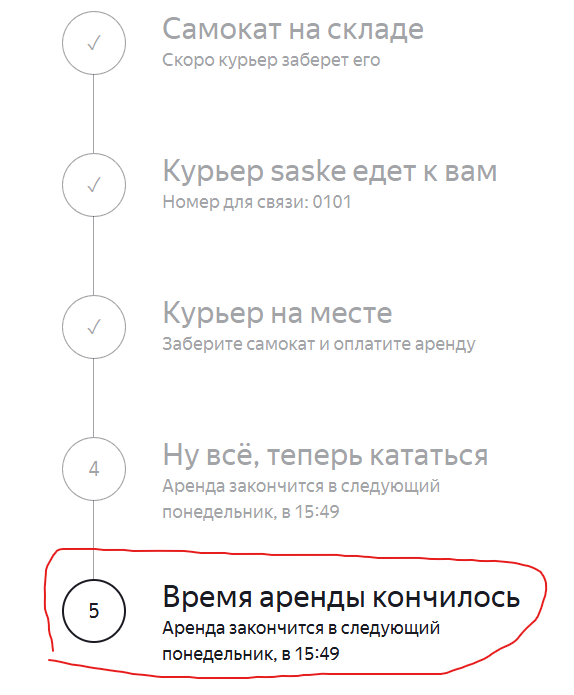 ✓ Самокат на складе
Скоро курьер заберет его
✓ Курьер saske едет к вам
Номер для связи: 0101
✓ Курьер на месте
Заберите самокат и оплатите аренду
4 Ну всё, теперь кататься
Аренда закончится в следующий
понедельник, в 15:49
5 Время аренды кончилось
Аренда закончится в следующий
понедельник, в 15:49